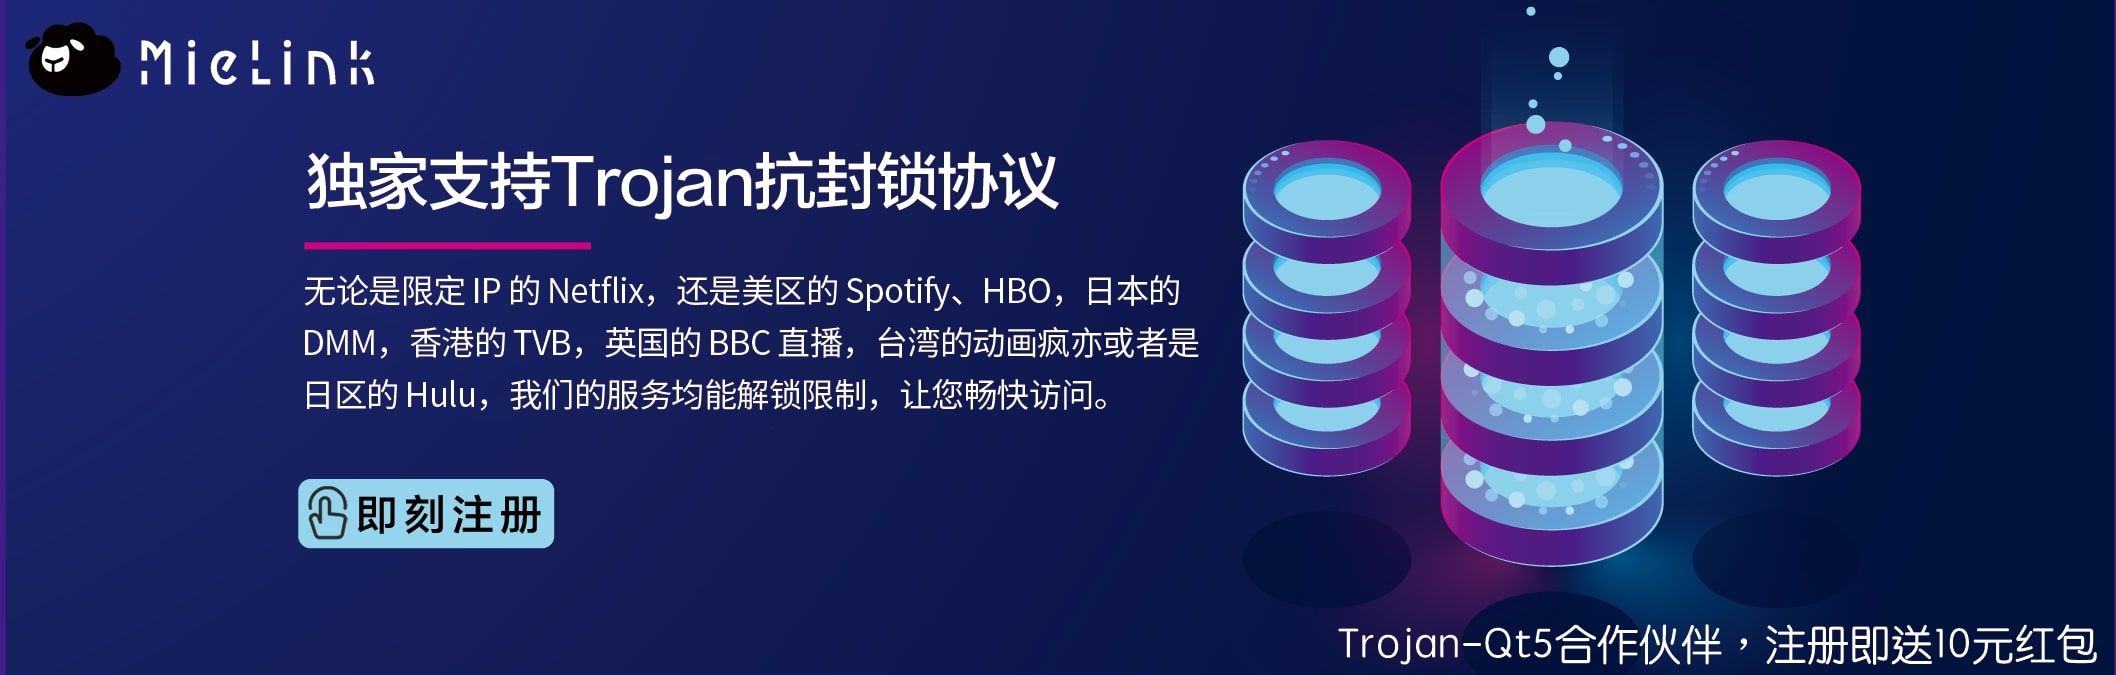 MieLink
独家支持Trojan抗封锁协议
无论是限定 IP 的 Netflix，还是美区的 Spotify、HBO，日本的
DMM，香港的 TVB，英国的 BBC 直播，台湾的动画疯亦或者是
日区的 Hulu，我们的服务均能解锁限制，让您畅快访问。
即刻注册
Trojan-Qt5合作伙伴，注册即送10元红包